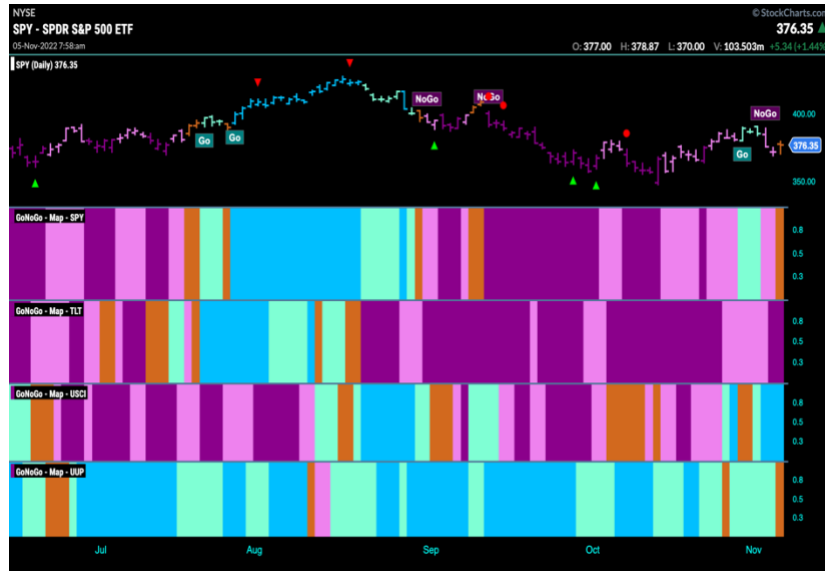 NYSE
© StockCharts.com
SPY - SPDR S&P 500 ETF
376.35
05-Nov-2022 7:58am
O: 377.00 H: 378.87 L: 370.00 V: 103.503m +5.34 (+1.44%
SPY (Daily) 376.35
NoGo
NoGo
NoGo
400.00
Go
Go
Go
376.35
350.00
GoNoGo - Map - SPY
0.8
0.5
0.3
GoNoGo - Map - TLT
0.8
0.5
0.3
GoNoGo - Map - USCI
0.8
0.5
0.3
GoNoGo - Map - UUP
0.8
0.5
0.3
Jul Aug Sep Oct Nov